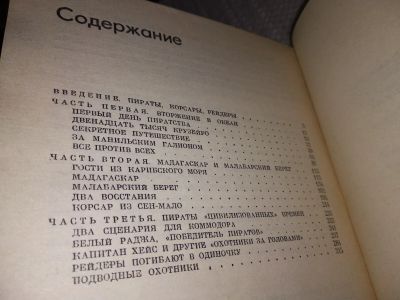 Содержание
ВВЕДЕНИЕ. ПИРАТЫ, КОРСАРЫ, РЕЙДЕРЫ
ЧАСТЬ ПЕРВАЯ. ВТОРЖЕНИЕ В ОКЕАН
ПЕРВЫЙ ДЕНЬ ПИРАТСТВА
ДВЕНАДЦАТЬ ТЫСЯЧ КРУЗЕЙРО
СЕКРЕТНОЕ ПУТЕШЕСТВИЕ
ЗА МАНИЛЬСКИМ ГАЛИОНОМ
ВСЕ ПРОТИВ ВСЕХ
ЧАСТЬ ВТОРАЯ. МАДАГАСКАР И МАЛАБАРСКИЙ БЕРЕГ
ГОСТИ ИЗ КАРИБСКОГО МОРЯ
МАДАГАСКАР
МАЛАБАРСКИЙ БЕРЕГ
ДВА ВОССТАНИЯ
КОРСАР ИЗ СЕН-МАЛО
ЧАСТЬ ТРЕТЬЯ. ПИРАТЫ «ЦИВИЛИЗОВАННЫХ» ВРЕМЕН
ДВА СЦЕНАРИЯ ДЛЯ КОММОДОРА
БЕЛЫЙ РАДЖА, «ПОБЕДИТЕЛЬ ПИРАТОВ»
КАПИТАН ХЕЙС И ДРУГИЕ «ОХОТНИКИ ЗА ГОЛОВАМИ»
РЕЙДЕРЫ ПОГИБАЮТ В ОДИНОЧКУ
ПОДВОДНЫЕ ОХОТНИКИ